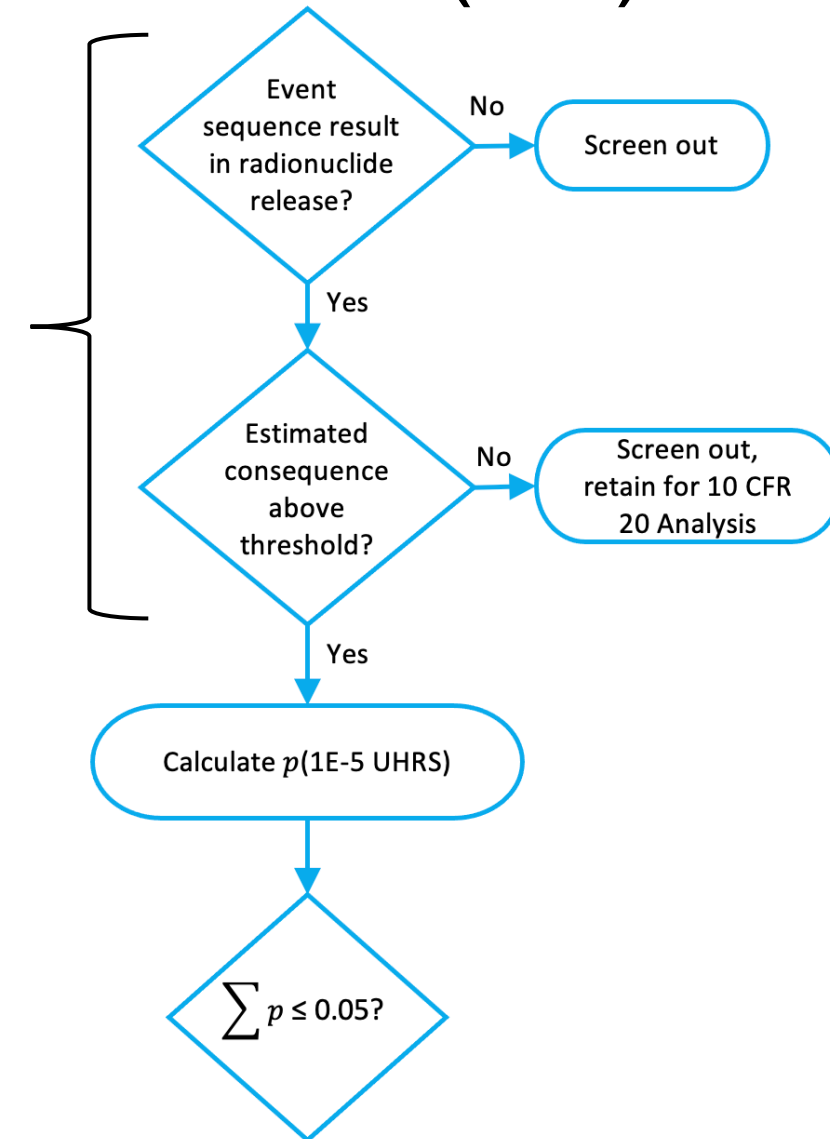 Event
sequence result
in radionuclide
release?
No
Screen out
Yes
Estimated
consequence
above
threshold?
No
Screen out,
retain for 10 CFR
20 Analysis
Yes
Calculate p(1E-5 UHRS)
∑ p ≤ 0.05?